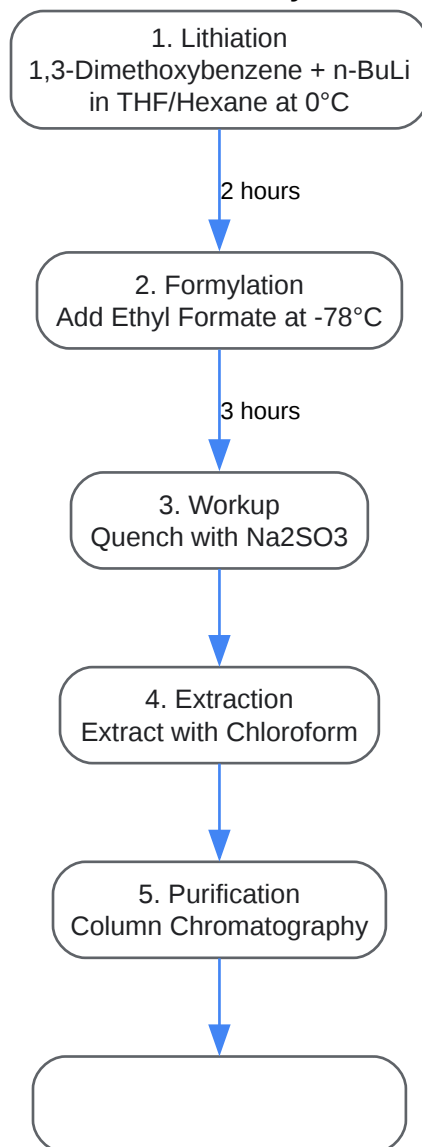 1. Lithiation
1,3-Dimethoxybenzene + n-BuLi
in THF/Hexane at 0°C
2 hours
2. Formylation
Add Ethyl Formate at -78°C
3 hours
3. Workup
Quench with Na2SO3
4. Extraction
Extract with Chloroform
5. Purification
Column Chromatography